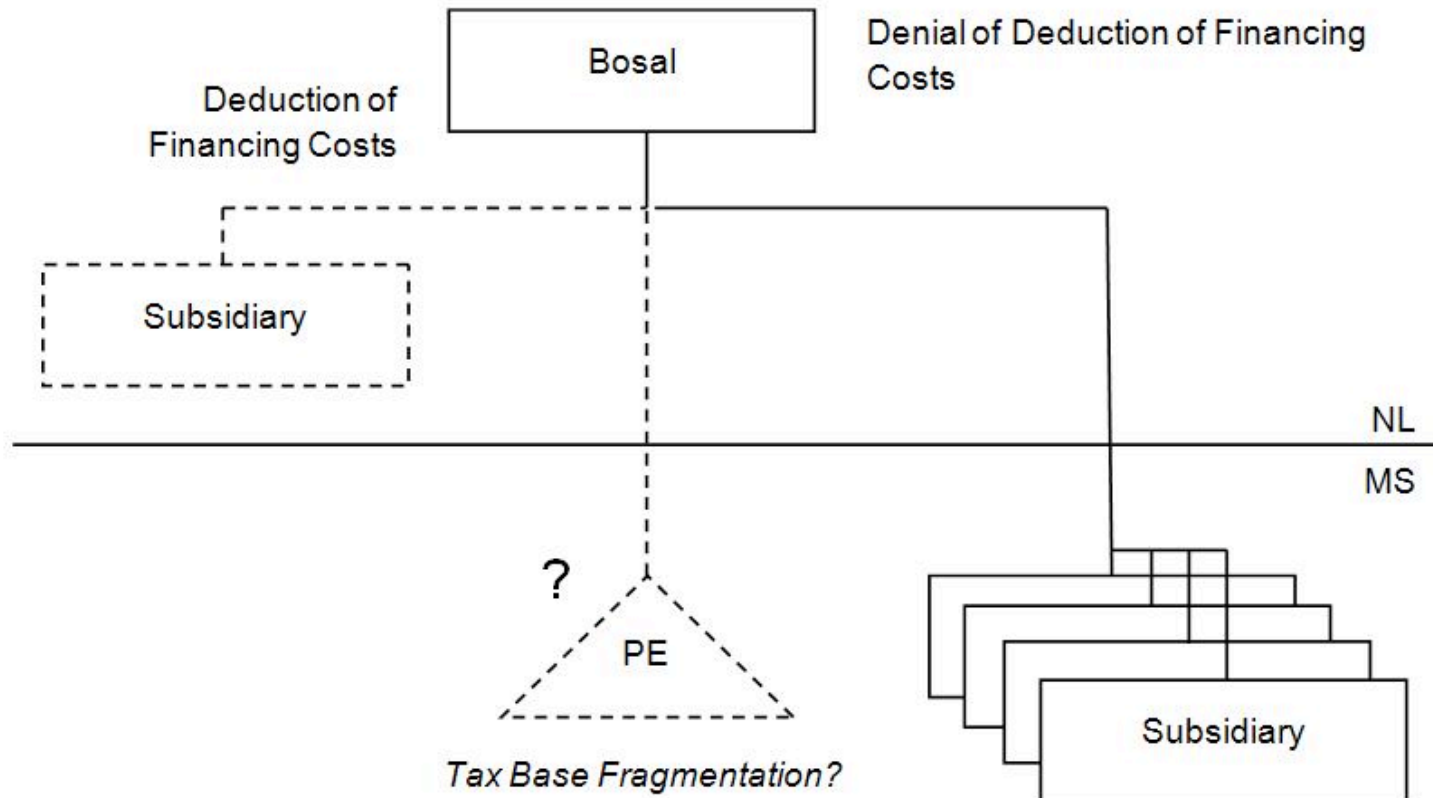 Bosal
Denial of Deduction of Financing
Costs
Deduction of
Financing Costs
Subsidiary
NL
MS
?
PE
Subsidiary
Tax Base Fragmentation?